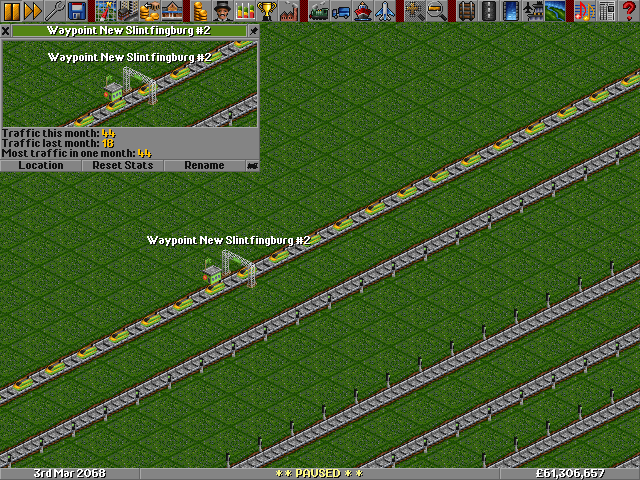 Waypoint New Slintfingburg #2
Waypoint New Slintfingburg #2
Traffic this month: 44
Traffic last month: 18
Most traffic in one month: 44
Location Reset Stats Rename
Waypoint New Slintfingburg #2
3rd Mar 2068 * * PAUSED * * £61,306,657